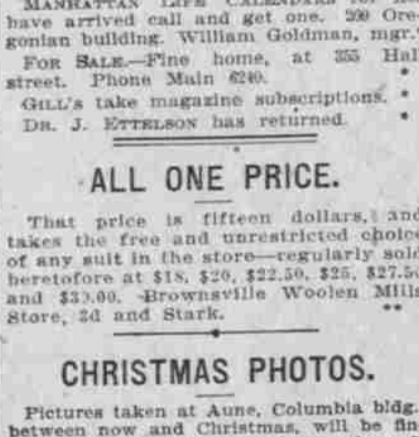 MANHATTAN LIFE CALENDARS
have arrived call and get one. 200 Ore
gonian building. William Goldman, mgr.*
FOR SALE.—Fine home, at 355 Hal
street. Phone Main 6240. *
GILL's take magazine subscriptions. *
DR. J. ETTELSON has returned. *
ALL ONE PRICE.
That price is fifteen dollars, and
takes the free and unrestricted choice
of any suit in the store—regularly sold
heretofore at $18, $20, $22.50, $25, $27.50
and $30.00. Brownsville Woolen Mills
Store, 3d and Stark. **
CHRISTMAS PHOTOS.
Pictures taken at Aune, Columbia bldg.
between now and Christmas, will be fin